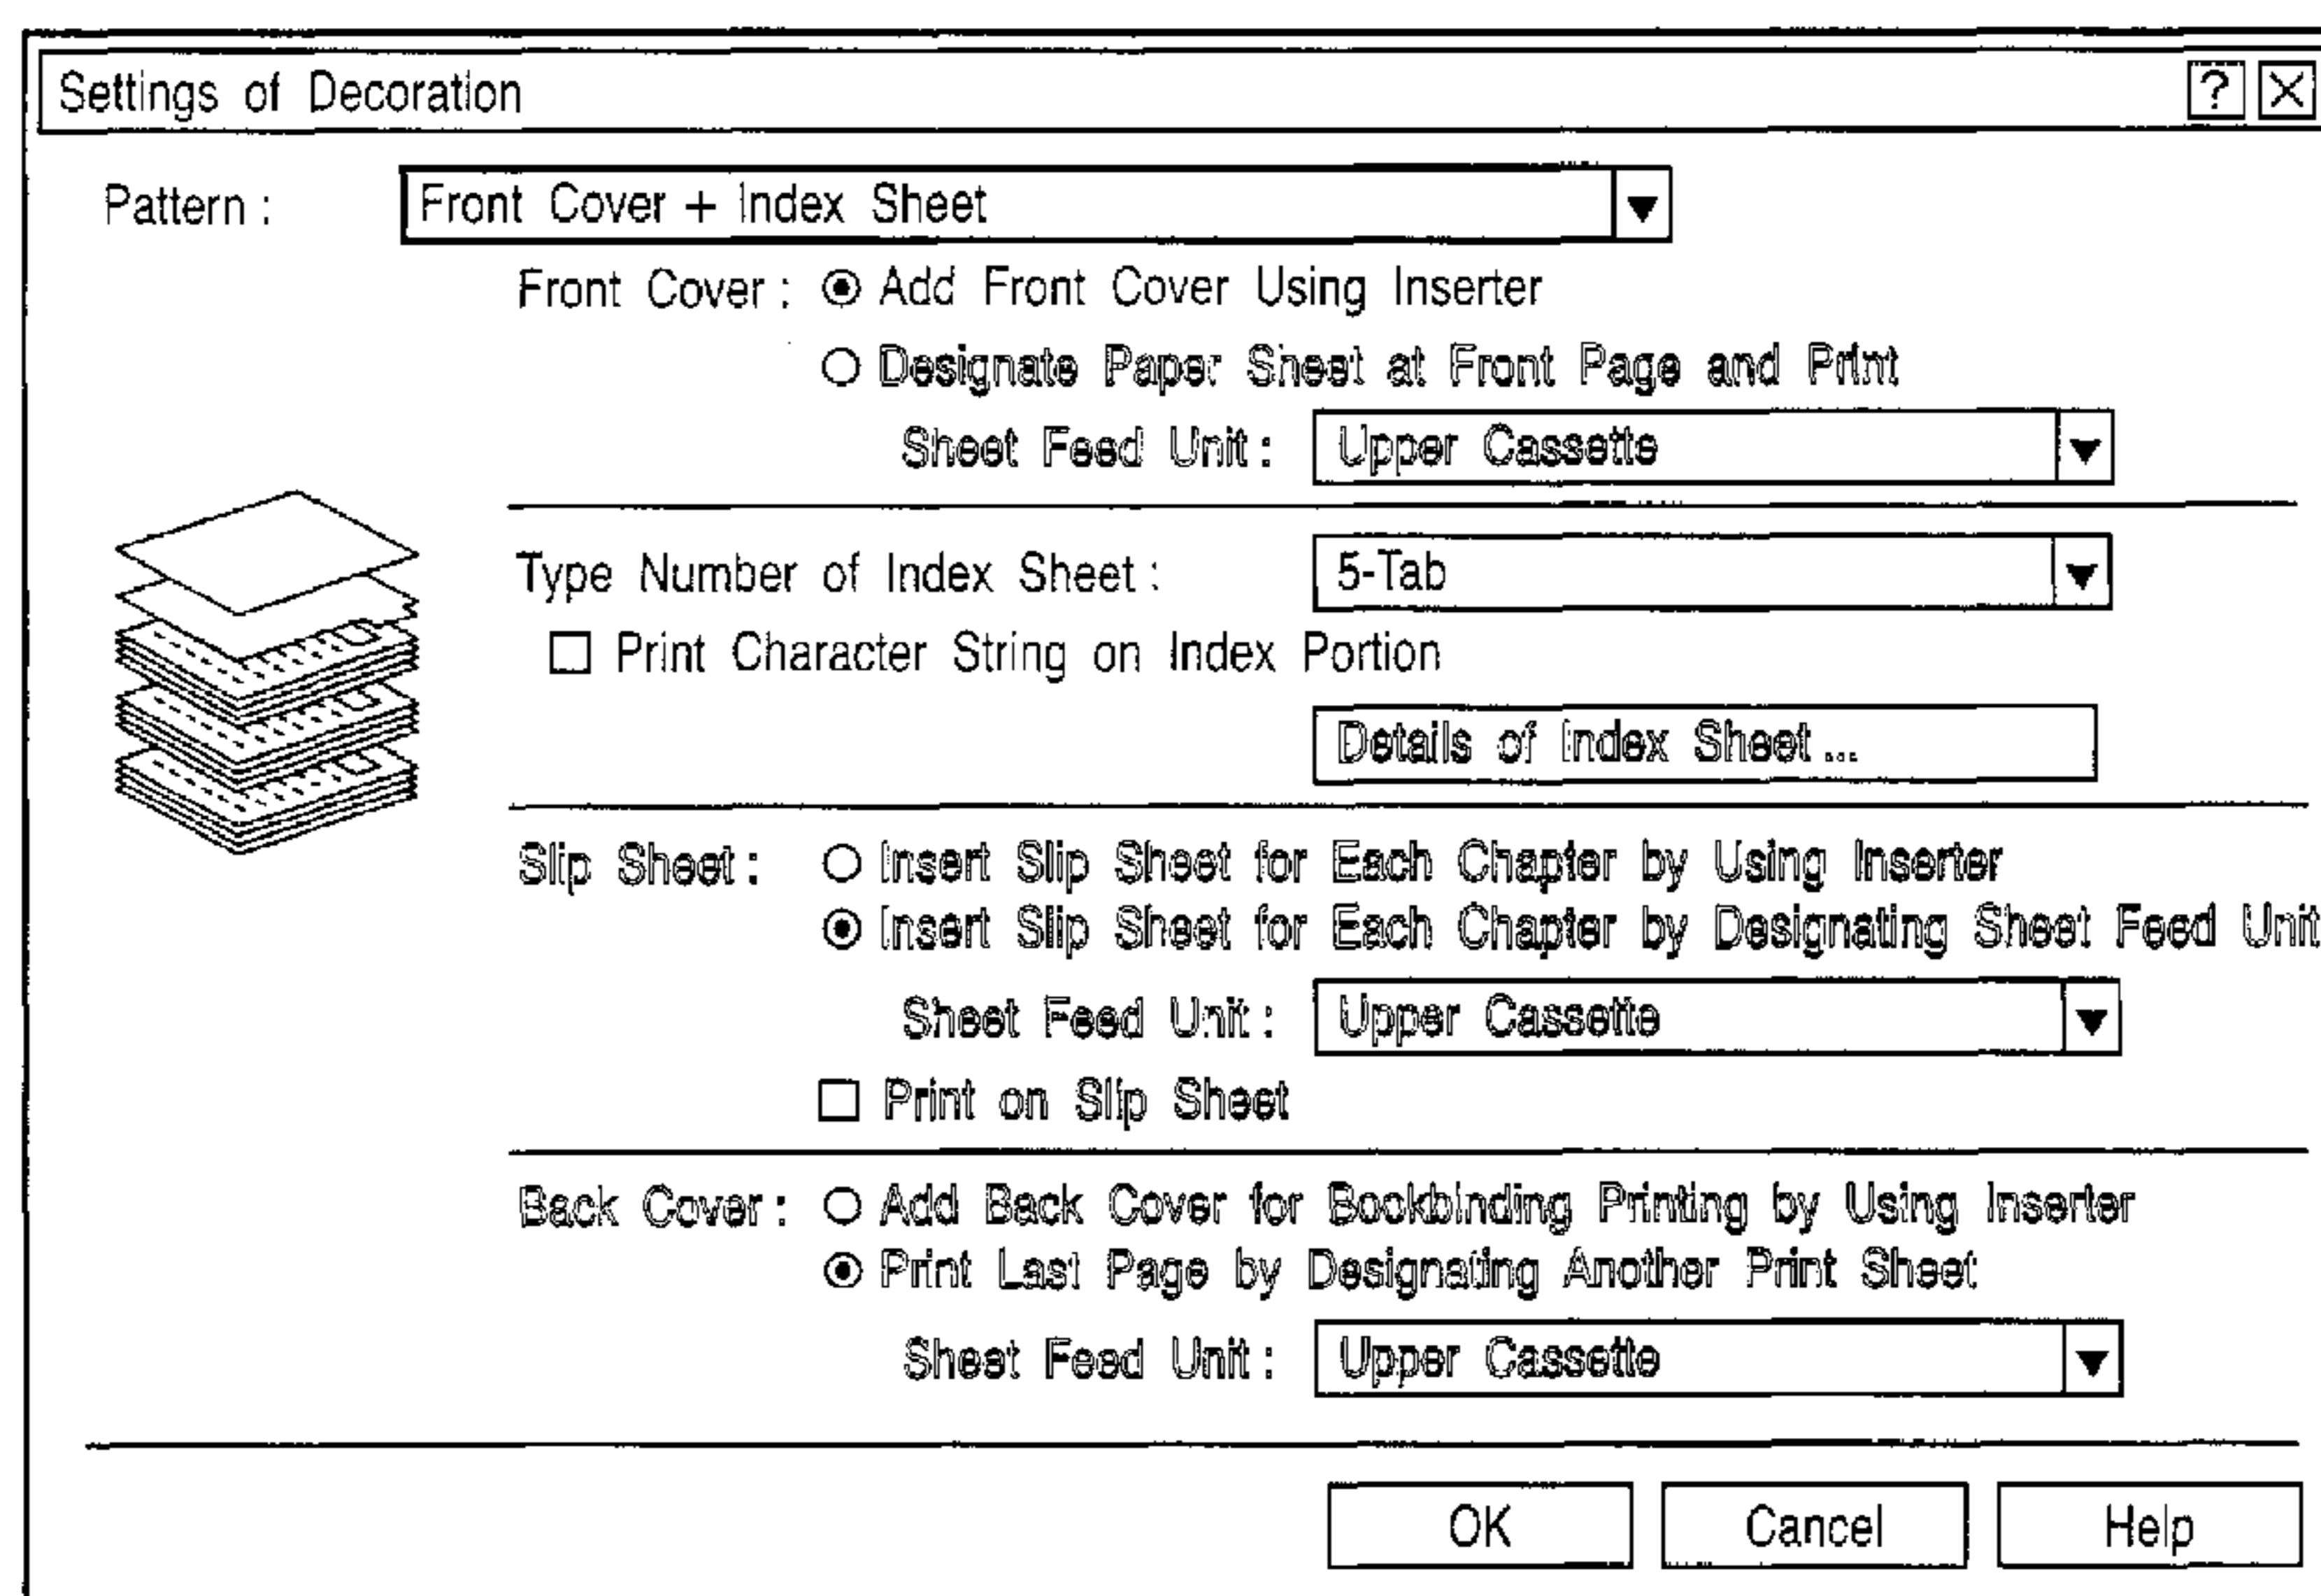 Settings of Decoration ? X
Pattern : Front Cover + Index Sheet
Front Cover : Add Front Cover Using Inserter
Designate Paper Sheet at Front Page and Print
Sheet Feed Unit : Upper Cassette
Type Number of Index Sheet : 5-Tab
Print Character String on Index Portion
Details of Index Sheet ...
Slip Sheet : Insert Slip Sheet for Each Chapter by Using Inserter
Insert Slip Sheet for Each Chapter by Designating Sheet Feed Unit
Sheet Feed Unit : Upper Cassette
Print on Slip Sheet
Back Cover : Add Back Cover for Bookbinding Printing by Using Inserter
Print Last Page by Designating Another Print Sheet
Sheet Feed Unit : Upper Cassette
OK Cancel Help